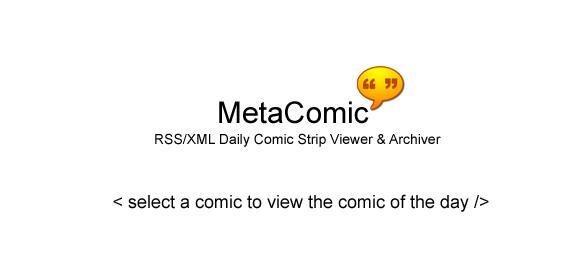 MetaComic
RSS/XML Daily Comic Strip Viewer & Archiver
< select a comic to view the comic of the day />